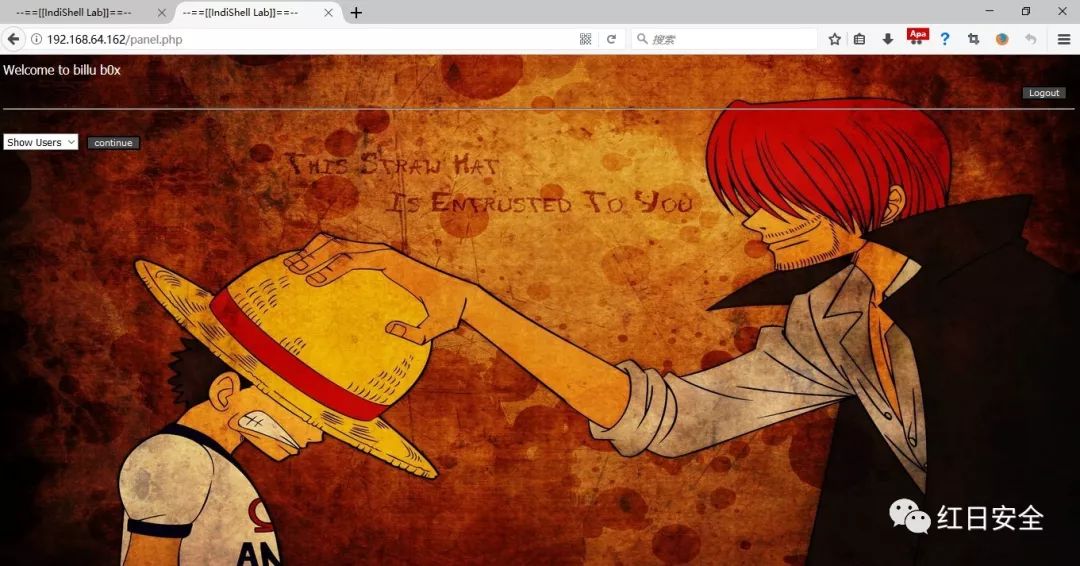 --==[[IndiShell Lab]]==--
--==[[IndiShell Lab]]==--
192.168.64.162/panel.php
搜索
Apa
Welcome to billu b0x
Logout
Show Users
continue
This Straw Hat
Is Entrusted To You
AN
红日安全